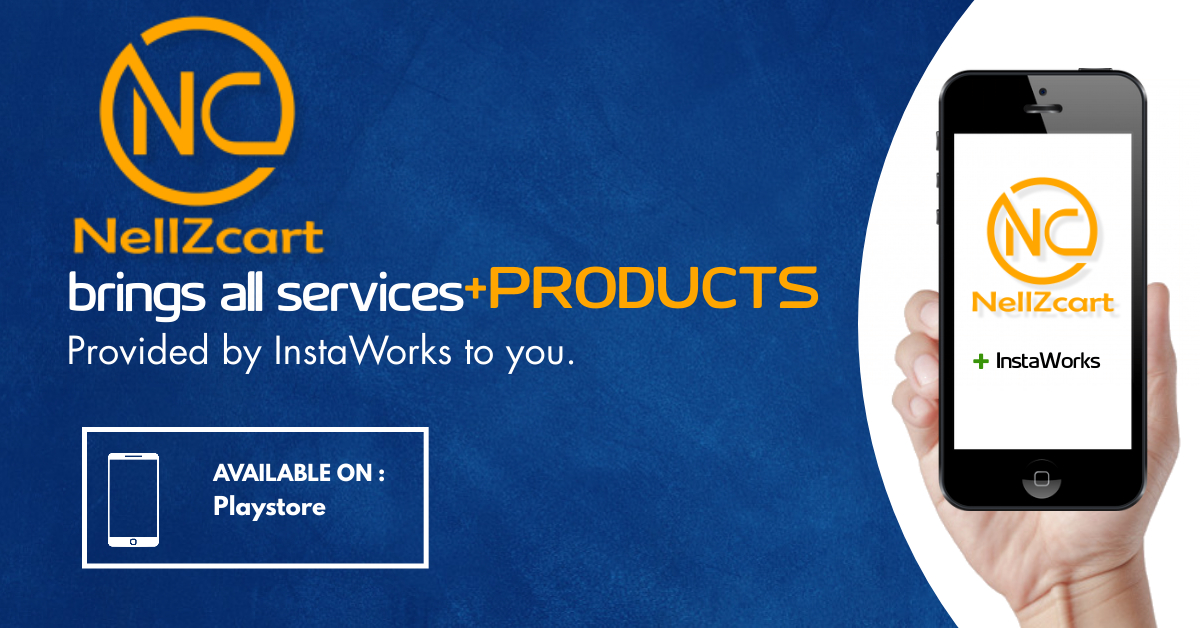 NC
NellZcart
brings all services+PRODUCTS
Provided by InstaWorks to you.
AVAILABLE ON :
Playstore
NC
NellZcart
+ InstaWorks